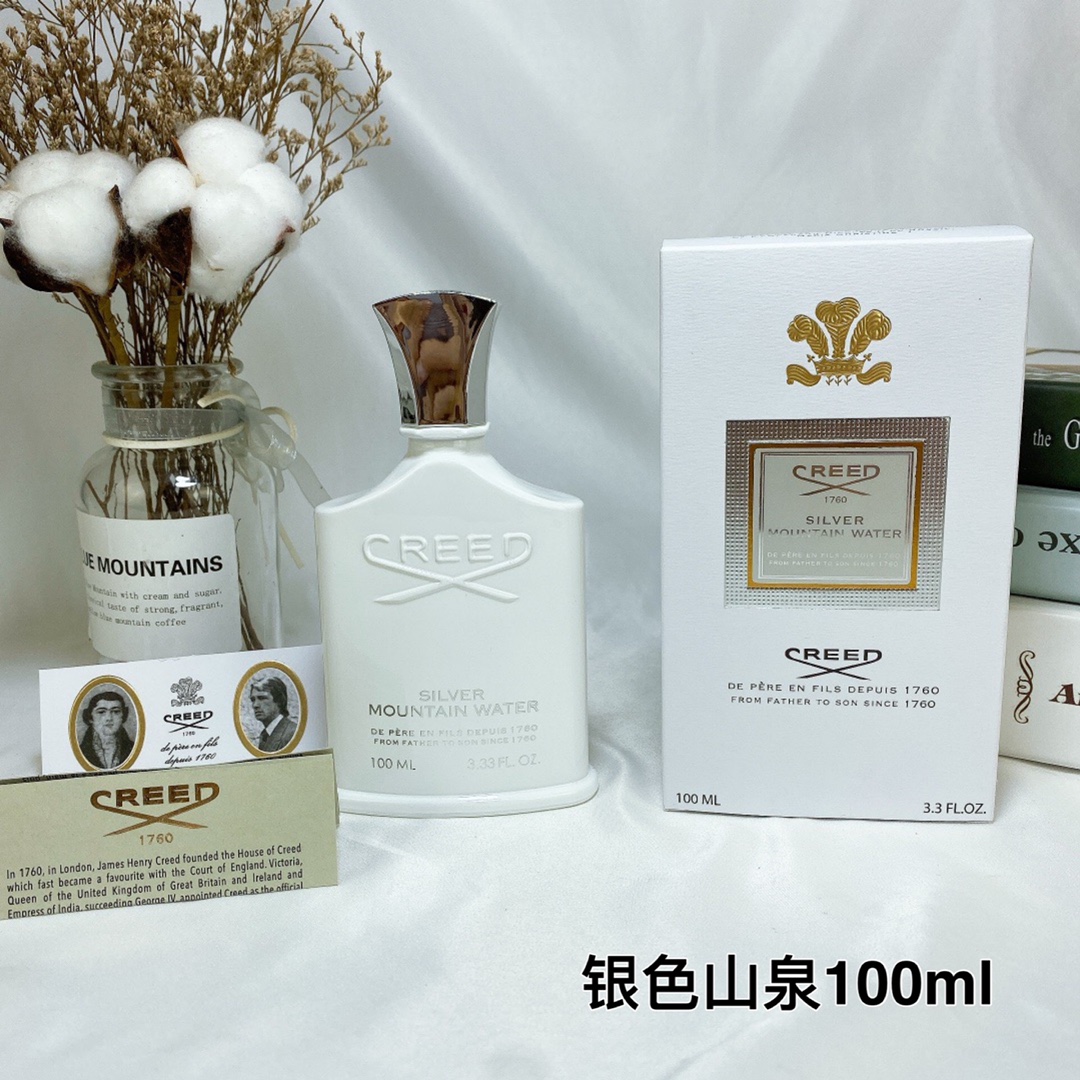 UE MOUNTAINS
Mountain with cream and sugar.
taste of strong, fragrant,
blue mountain coffee
CREED
1760
de père en fils
depuis 1760
CREED
1760
In 1760, in London, James Henry Creed founded the House of Creed
which fast became a favourite with the Court of England. Victoria,
Queen of the United Kingdom of Great Britain and Ireland and
Empress of India, succeeding George IV, appointed Creed as the official
CREED
SILVER
MOUNTAIN WATER
DE PÈRE EN FILS DEPUIS 1760
FROM FATHER TO SON SINCE 1760
100 ML 3.33 FL. OZ.
CREED
1760
SILVER
MOUNTAIN WATER
DE PÈRE EN FILS DEPUIS 1760
FROM FATHER TO SON SINCE 1760
CREED
DE PÈRE EN FILS DEPUIS 1760
FROM FATHER TO SON SINCE 1760
100 ML 3.3 FL.OZ.
the G
银色山泉100ml